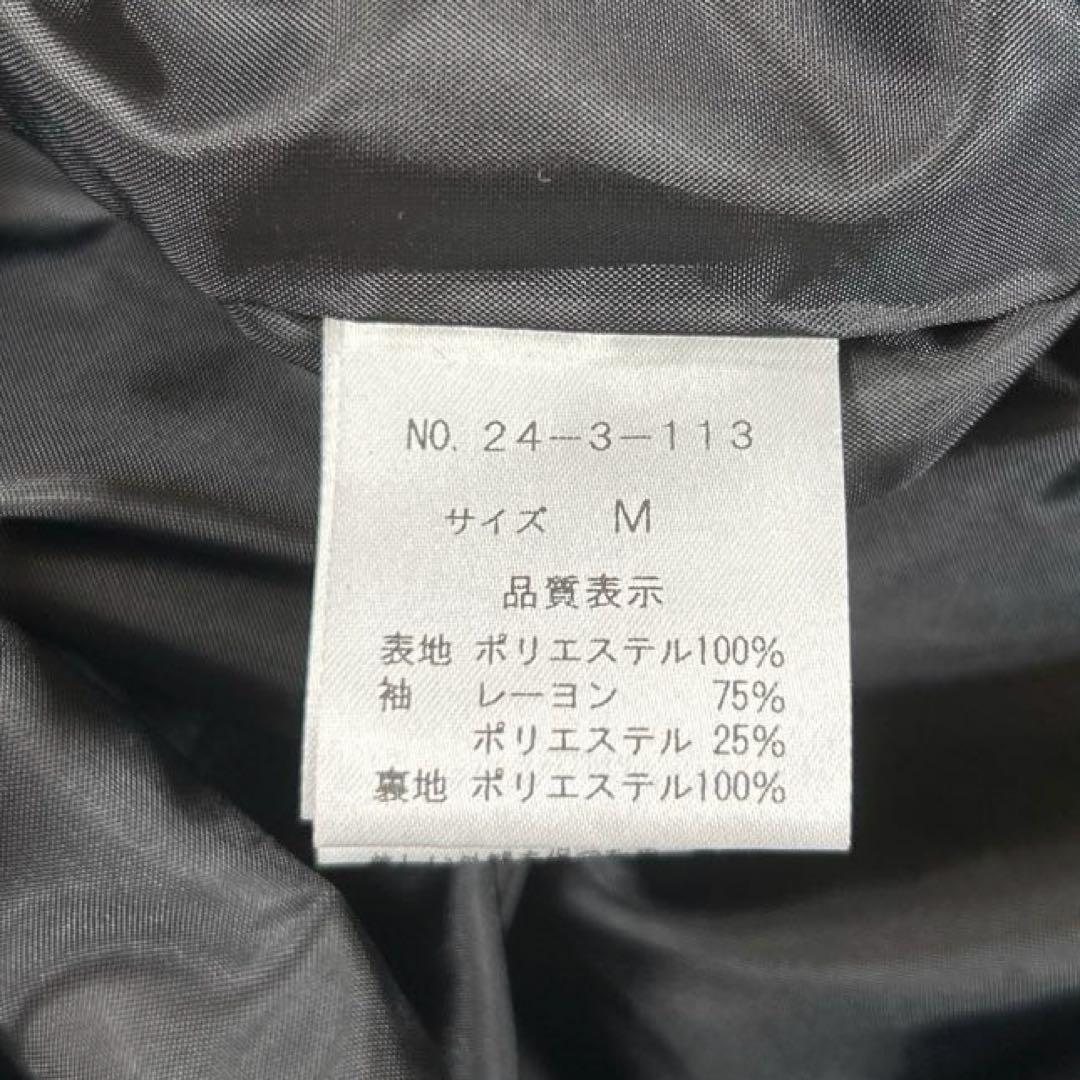 NO. 24-3-113
サイズ M
品質表示
表地 ポリエステル100%
袖 レーヨン 75%
ポリエステル 25%
裏地 ポリエステル100%